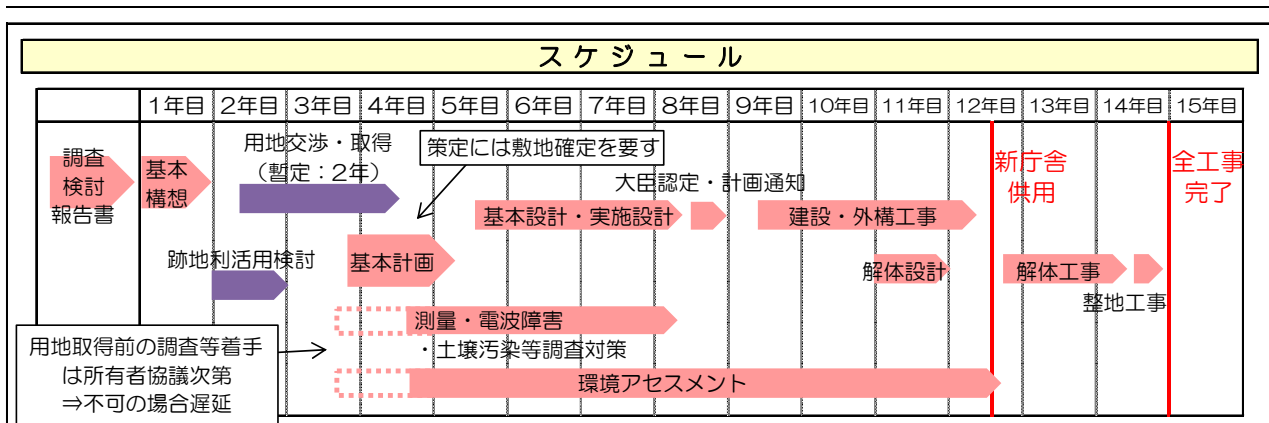 スケジュール
1年目 2年目 3年目 4年目 5年目 6年目 7年目 8年目 9年目 10年目 11年目 12年目 13年目 14年目 15年目
調査
検討
報告書
基本
構想
用地交渉・取得
（暫定：2年）
策定には敷地確定を要す
大臣認定・計画通知
新庁舎
供用
全工事
完了
基本設計・実施設計
建設・外構工事
跡地利活用検討
基本計画
解体設計
解体工事
整地工事
測量・電波障害
・土壌汚染等調査対策
用地取得前の調査等着手
は所有者協議次第
⇒不可の場合遅延
環境アセスメント